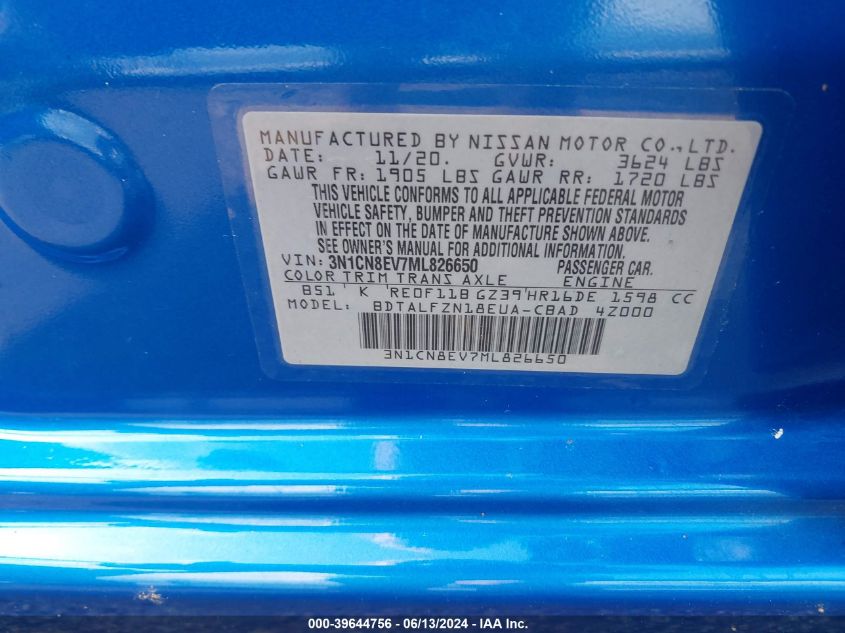 MANUFACTURED BY NISSAN MOTOR CO., LTD.
DATE: 11/20. GVWR: 3624 LBS
GAWR FR: 1905 LBS GAWR RR: 1720 LBS
THIS VEHICLE CONFORMS TO ALL APPLICABLE FEDERAL MOTOR
VEHICLE SAFETY, BUMPER AND THEFT PREVENTION STANDARDS
IN EFFECT ON THE DATE OF MANUFACTURE SHOWN ABOVE.
SEE OWNER'S MANUAL FOR ADDITIONAL INFORMATION.
VIN: 3N1CN8EV7ML826650 PASSENGER CAR.
COLOR TRIM TRANS AXLE ENGINE
B51 K RE0F11B GZ39 HR16DE 1598 CC
MODEL: BDTALFZN18EUA-CBAD 4Z000
3N1CN8EV7ML826650
000-39644756 - 06/13/2024 - WWW.IAAI.COM